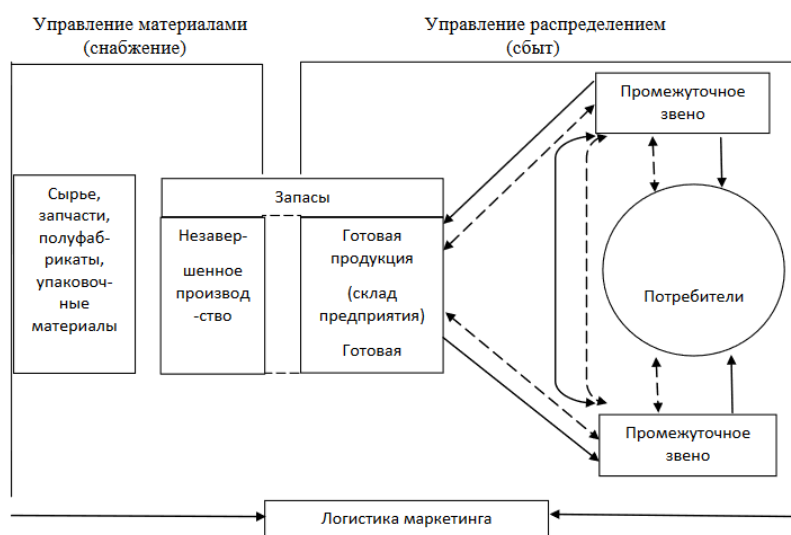 Управление материалами
(снабжение)
Управление распределением
(сбыт)
Промежуточное
звено
Сырье,
запчасти,
полуфаб-
рикаты,
упаковоч-
ные
материалы
Запасы
Незавер-
шенное
производ
-ство
Готовая
продукция
(склад
предприятия)
Готовая
Потребители
Промежуточное
звено
Логистика маркетинга